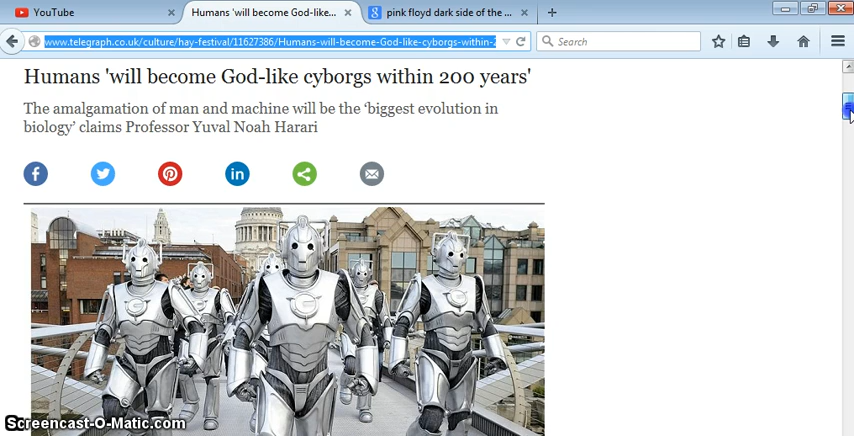 YouTube
Humans 'will become God-like...
pink floyd dark side of the ...
www.telegraph.co.uk/culture/hay-festival/11627386/Humans-will-become-God-like-cyborgs-within-2
Search
Humans 'will become God-like cyborgs within 200 years'
The amalgamation of man and machine will be the ‘biggest evolution in
biology’ claims Professor Yuval Noah Harari
Screencast-O-Matic.com